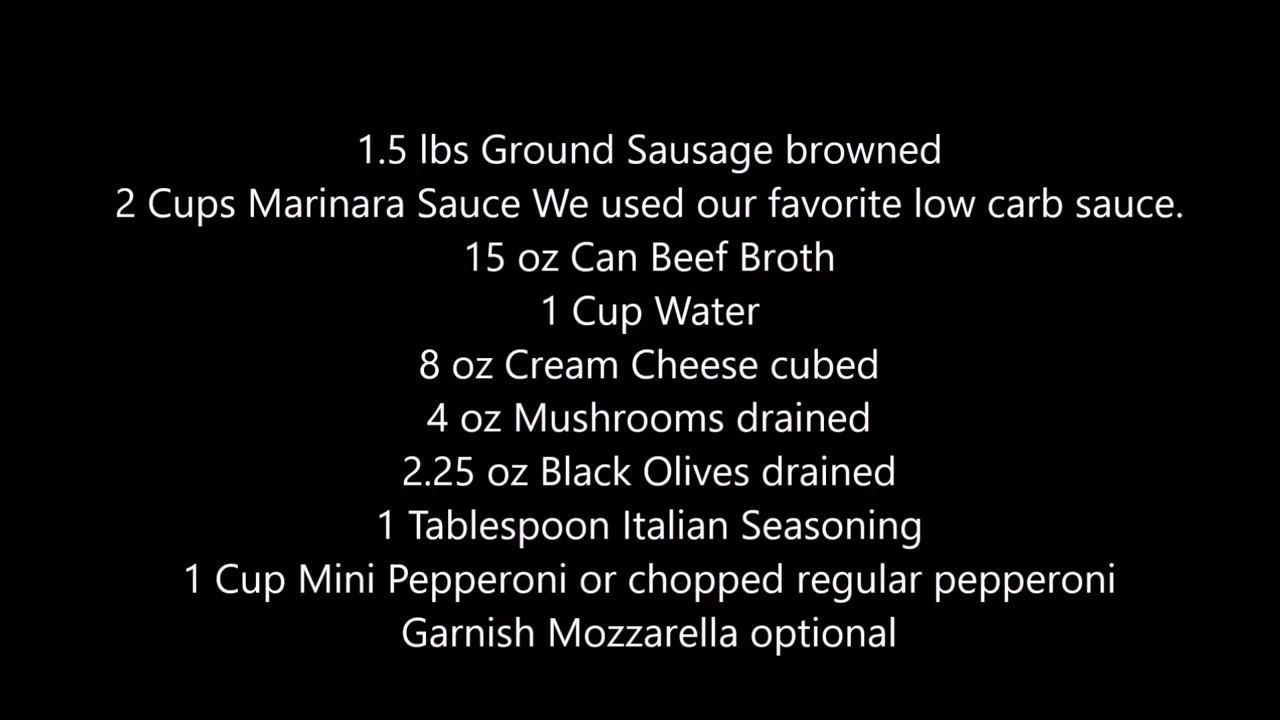 1.5 lbs Ground Sausage browned
2 Cups Marinara Sauce We used our favorite low carb sauce.
15 oz Can Beef Broth
1 Cup Water
8 oz Cream Cheese cubed
4 oz Mushrooms drained
2.25 oz Black Olives drained
1 Tablespoon Italian Seasoning
1 Cup Mini Pepperoni or chopped regular pepperoni
Garnish Mozzarella optional